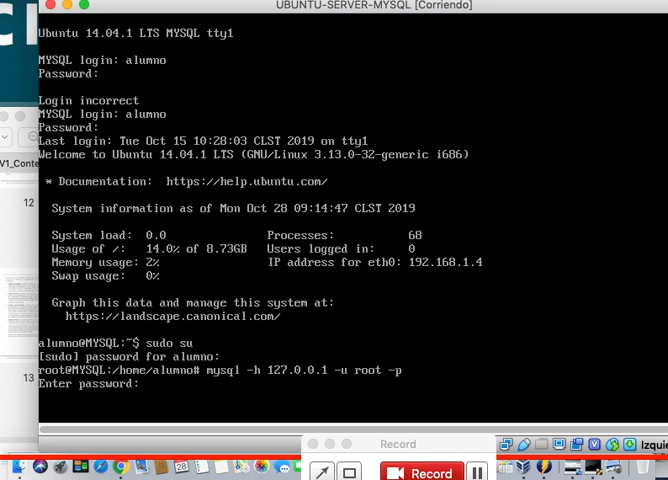 UBUNTU-SERVER-MYSQL [Corriendo]
Ubuntu 14.04.1 LTS MYSQL tty1
MYSQL login: alumno
Password:
Login incorrect
MYSQL login: alumno
Password:
Last login: Tue Oct 15 10:28:03 CLST 2019 on tty1
Welcome to Ubuntu 14.04.1 LTS (GNU/Linux 3.13.0-32-generic i686)
* Documentation:  https://help.ubuntu.com/
System information as of Mon Oct 28 09:14:47 CLST 2019
System load:  0.0    Processes:    68
Usage of /:   14.0% of 8.73GB   Users logged in:   0
Memory usage: 2%    IP address for eth0: 192.168.1.4
Swap usage:   0%
Graph this data and manage this system at:
https://landscape.canonical.com/
alumno@MYSQL:~$ sudo su
[sudo] password for alumno:
root@MYSQL:/home/alumno# mysql -h 127.0.0.1 -u root -p
Enter password:
V1_Conte
12
13
Izquie
Record
Record
28